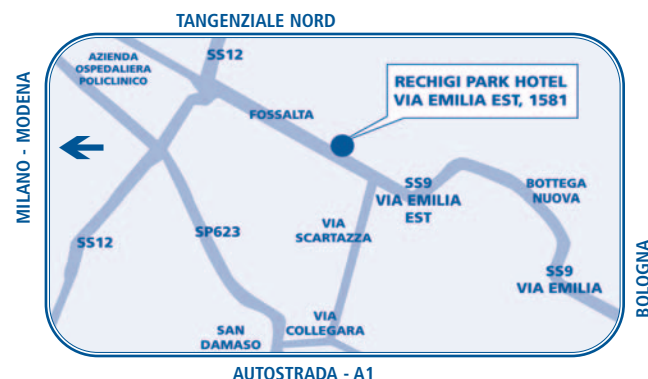 TANGENZIALE NORD
AZIENDA
OSPEDALIERA
POLICLINICO
SS12
RECHIGI PARK HOTEL
VIA EMILIA EST, 1581
FOSSALTA
MILANO - MODENA
SS9
VIA EMILIA
EST
BOTTEGA
NUOVA
VIA
SCARTAZZA
SP623
SS12
SS9
VIA EMILIA
BOLOGNA
VIA
COLLEGARA
SAN
DAMASO
AUTOSTRADA - A1